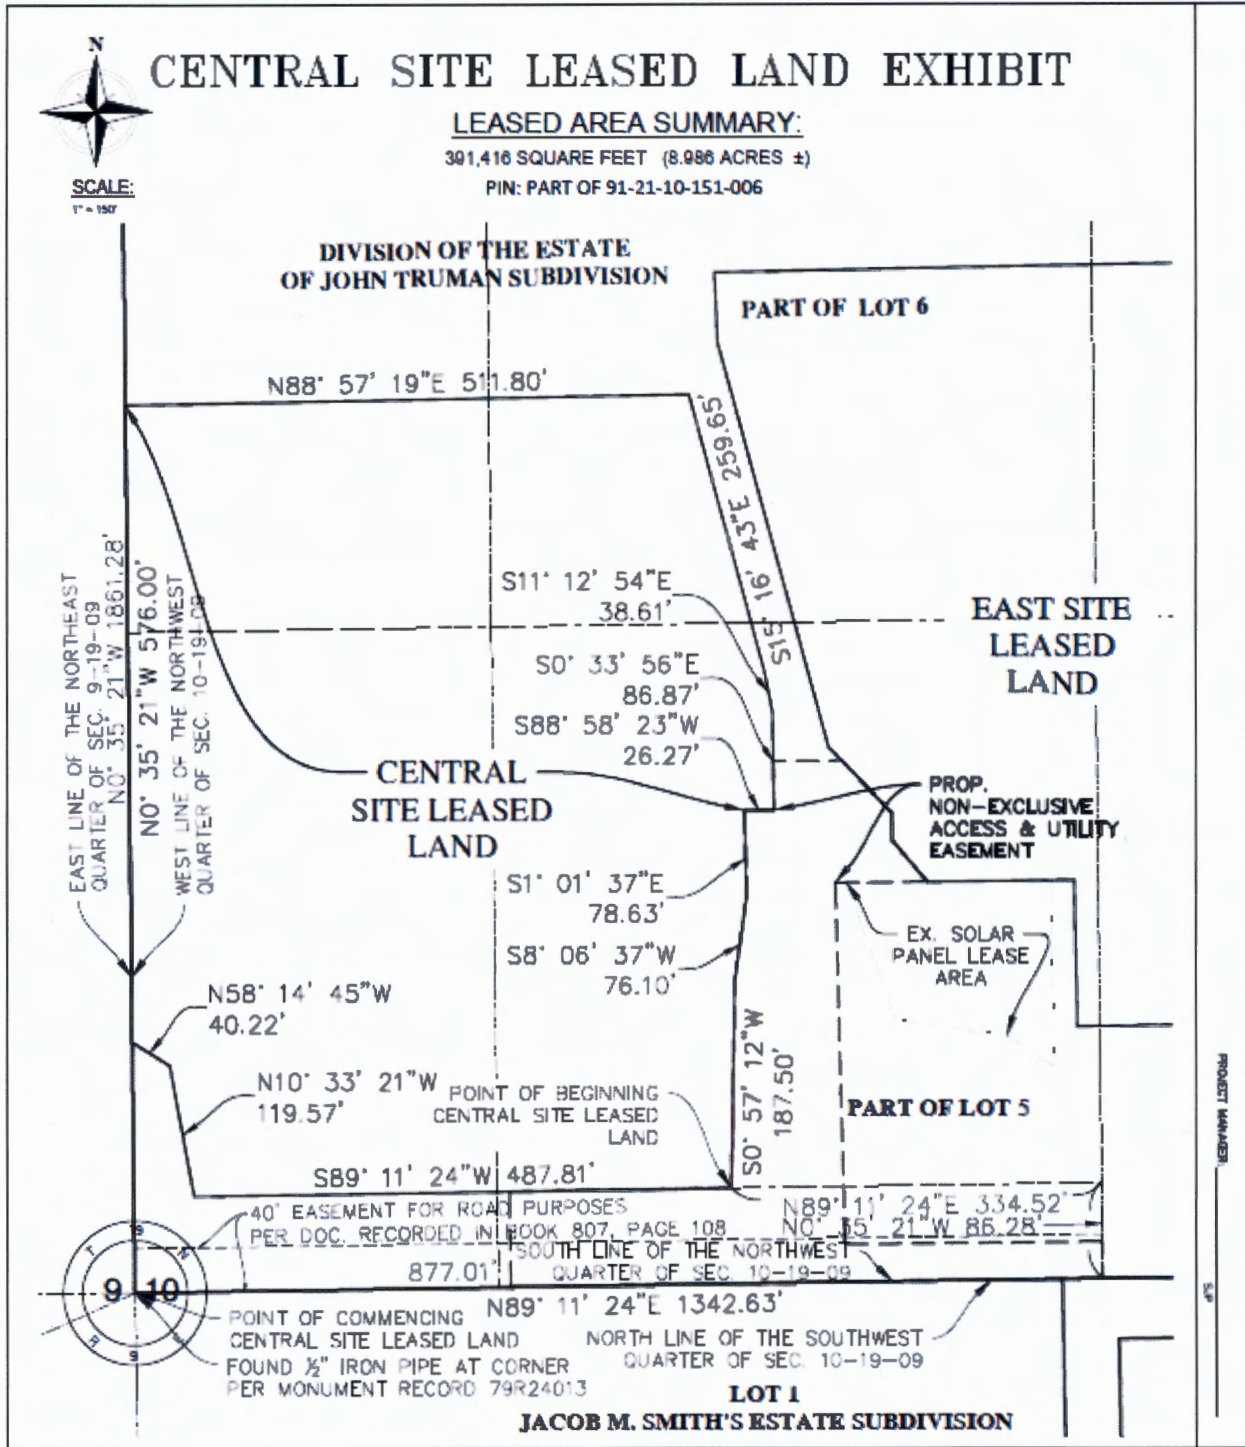 N
CENTRAL SITE LEASED LAND EXHIBIT
LEASED AREA SUMMARY:
391,416 SQUARE FEET (8.986 ACRES ±)
PIN: PART OF 91-21-10-151-006
SCALE:
1" = 150'
DIVISION OF THE ESTATE
OF JOHN TRUMAN SUBDIVISION
PART OF LOT 6
N88° 57' 19"E 511.80'
S15° 16' 43"E 259.65'
S11° 12' 54"E
38.61'
S0° 33' 56"E
86.87'
S88° 58' 23"W
26.27'
EAST SITE
LEASED
LAND
EAST LINE OF THE NORTHEAST
QUARTER OF SEC. 9-19-09
N0° 35' 21"W 1861.28'
N0° 35' 21"W 576.00'
WEST LINE OF THE NORTHWEST
QUARTER OF SEC. 10-19-09
CENTRAL
SITE LEASED
LAND
PROP.
NON-EXCLUSIVE
ACCESS & UTILITY
EASEMENT
S1° 01' 37"E
78.63'
S8° 06' 37"W
76.10'
EX. SOLAR
PANEL LEASE
AREA
N58° 14' 45"W
40.22'
N10° 33' 21"W
119.57'
POINT OF BEGINNING
CENTRAL SITE LEASED
LAND
S0° 57' 12"W
187.50'
PART OF LOT 5
S89° 11' 24"W 487.81'
N89° 11' 24"E 334.52'
N0° 35' 21"W 86.28'
40' EASEMENT FOR ROAD PURPOSES
PER DOC. RECORDED IN BOOK 807, PAGE 108
SOUTH LINE OF THE NORTHWEST
QUARTER OF SEC. 10-19-09
877.01'
N89° 11' 24"E 1342.63'
T 19 N
9 10
R 9
POINT OF COMMENCING
CENTRAL SITE LEASED LAND
FOUND ½" IRON PIPE AT CORNER
PER MONUMENT RECORD 79R24013
NORTH LINE OF THE SOUTHWEST
QUARTER OF SEC. 10-19-09
LOT 1
JACOB M. SMITH'S ESTATE SUBDIVISION
PROJECT MANAGER: